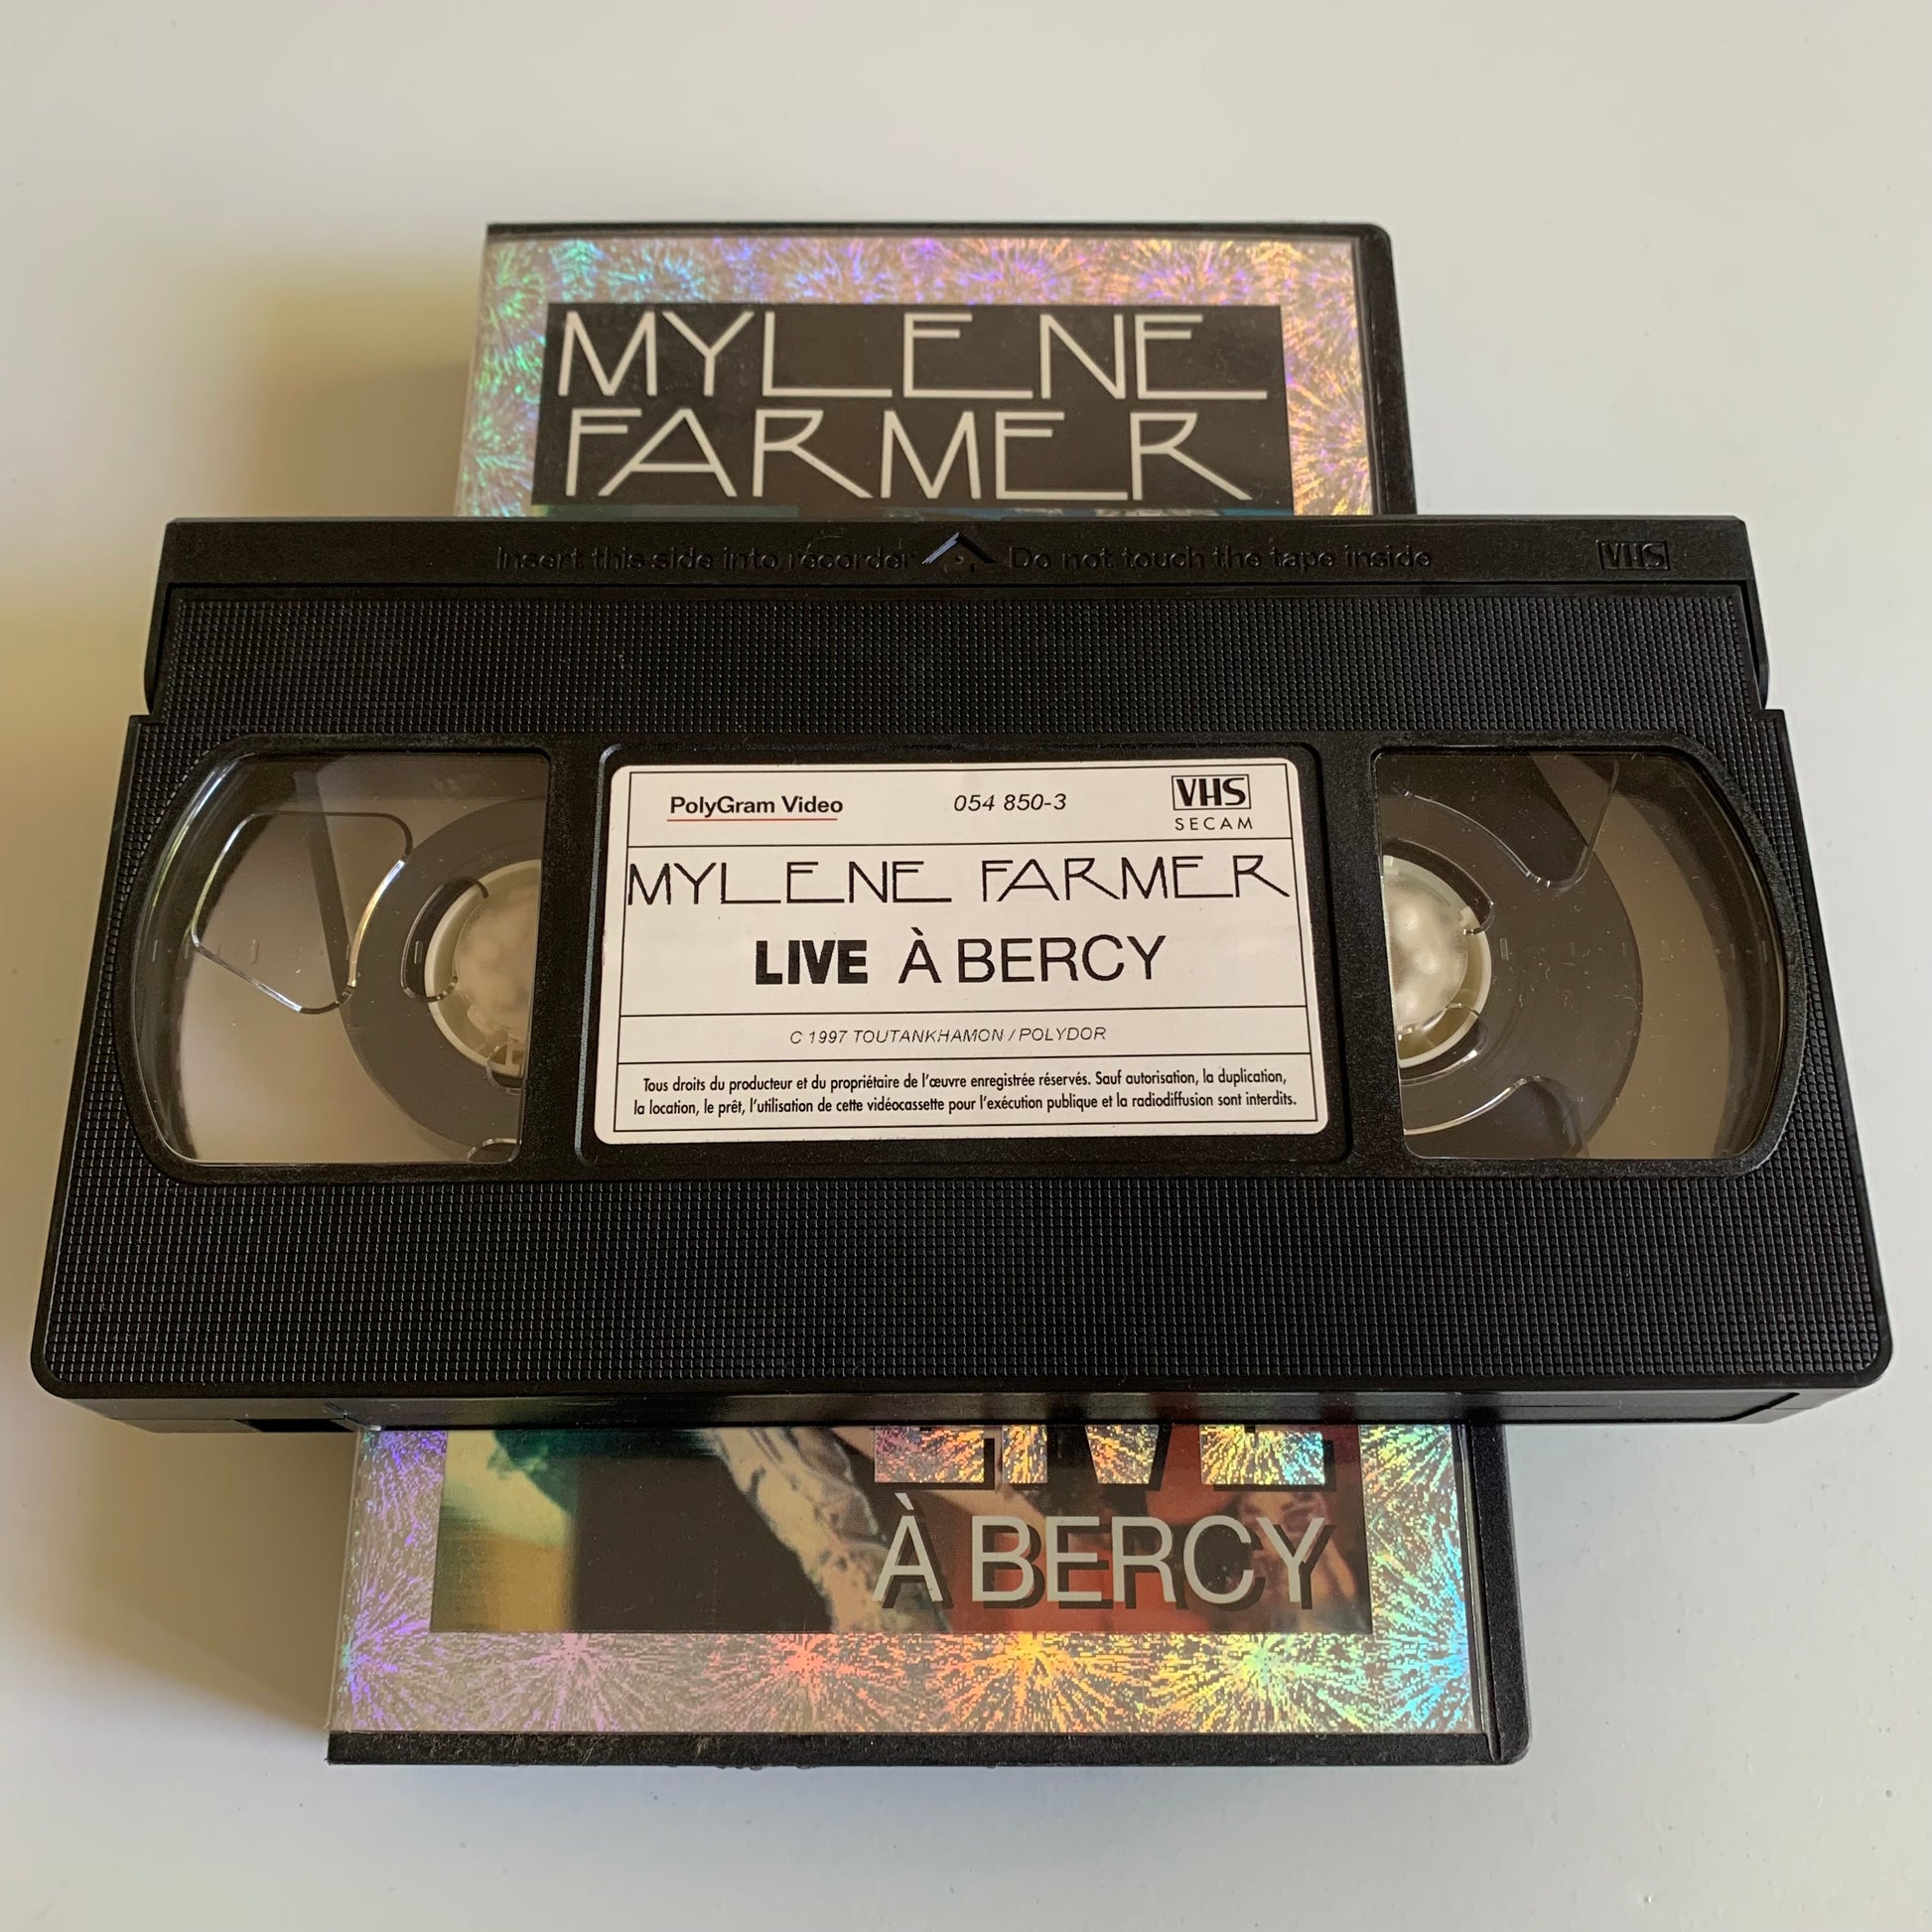 MYLENE
FARMER
Insert this side into recorder Do not touch the tape inside VHS
PolyGram Video 054 850-3 VHS
SECAM
MYLENE FARMER
LIVE À BERCY
C 1997 TOUTANKHAMON / POLYDOR
Tous droits du producteur et du propriétaire de l'œuvre enregistrée réservés. Sauf autorisation, la duplication,
la location, le prêt, l'utilisation de cette vidéocassette pour l'exécution publique et la radiodiffusion sont interdits.
LIVE
À BERCY